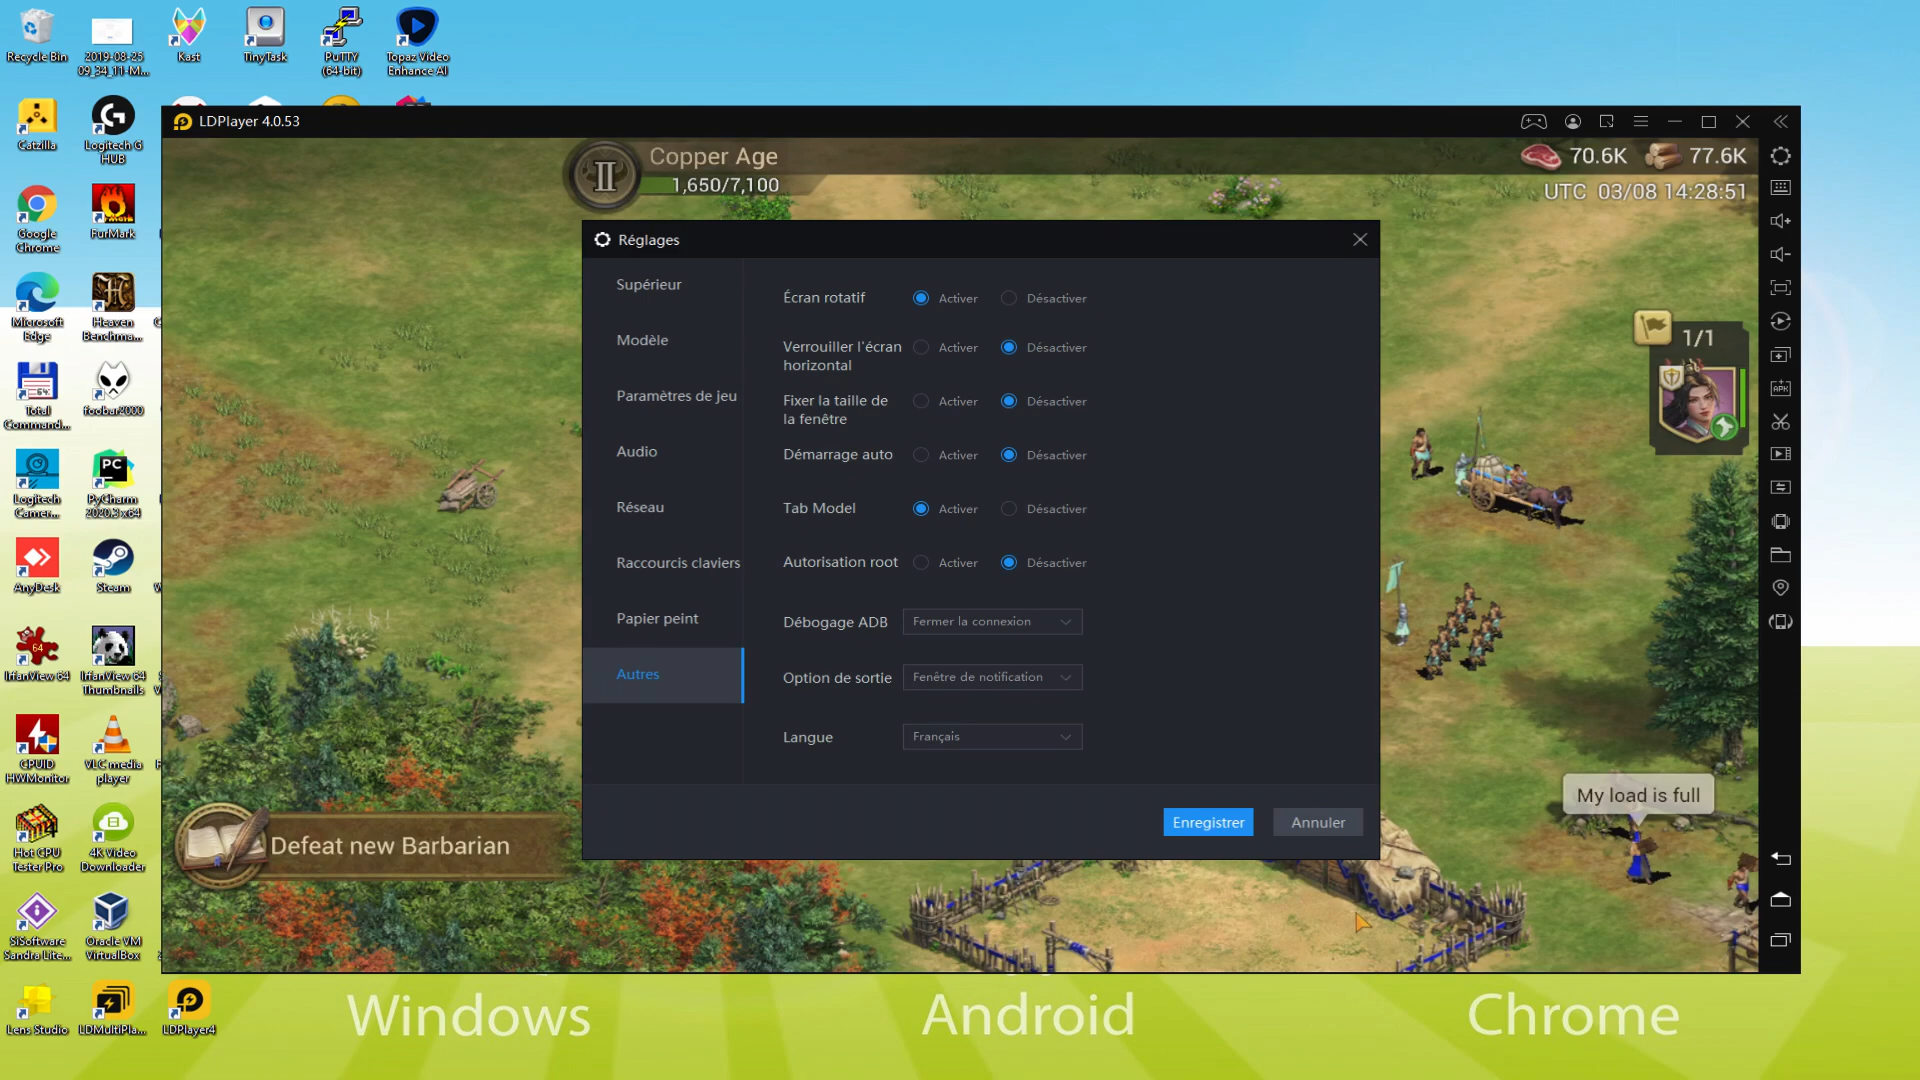 Recycle Bin
2019-08-25
09_34_11-M...
Kast
TinyTask
PuTTY
(64-bit)
Topaz Video
Enhance AI
Catzilla
Logitech G
HUB
Google
Chrome
FurMark
Microsoft
Edge
Heaven
Benchma...
Total
Command...
foobar2000
Logitech
Camer...
PyCharm
2020.3 x64
AnyDesk
Steam
IrfanView 64
IrfanView 64
Thumbnails
CPUID
HWMonitor
VLC media
player
Hot CPU
Tester Pro
4K Video
Downloader
SiSoftware
Sandra Lite...
Oracle VM
VirtualBox
Lens Studio
LDMultiPla...
LDPlayer4
LDPlayer 4.0.53
II
Copper Age
1,650/7,100
70.6K
77.6K
UTC 03/08 14:28:51
1/1
Réglages
Supérieur
Modèle
Paramètres de jeu
Audio
Réseau
Raccourcis claviers
Papier peint
Autres
Écran rotatif Activer Désactiver
Verrouiller l'écran
horizontal Activer Désactiver
Fixer la taille de
la fenêtre Activer Désactiver
Démarrage auto Activer Désactiver
Tab Model Activer Désactiver
Autorisation root Activer Désactiver
Débogage ADB Fermer la connexion
Option de sortie Fenêtre de notification
Langue Français
Enregistrer
Annuler
My load is full
Defeat new Barbarian
Windows
Android
Chrome